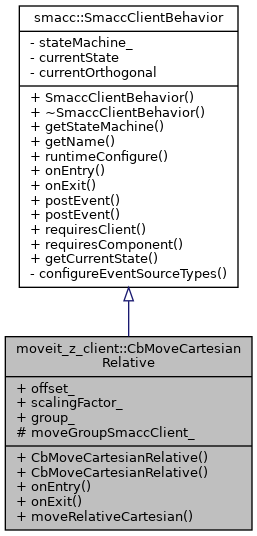 smacc::SmaccClientBehavior
- stateMachine_
- currentState
- currentOrthogonal
+ SmaccClientBehavior()
+ ~SmaccClientBehavior()
+ getStateMachine()
+ getName()
+ runtimeConfigure()
+ onEntry()
+ onExit()
+ postEvent()
+ postEvent()
+ requiresClient()
+ requiresComponent()
+ getCurrentState()
- configureEventSourceTypes()
moveit_z_client::CbMoveCartesian
Relative
+ offset_
+ scalingFactor_
+ group_
# moveGroupSmaccClient_
+ CbMoveCartesianRelative()
+ CbMoveCartesianRelative()
+ onEntry()
+ onExit()
+ moveRelativeCartesian()